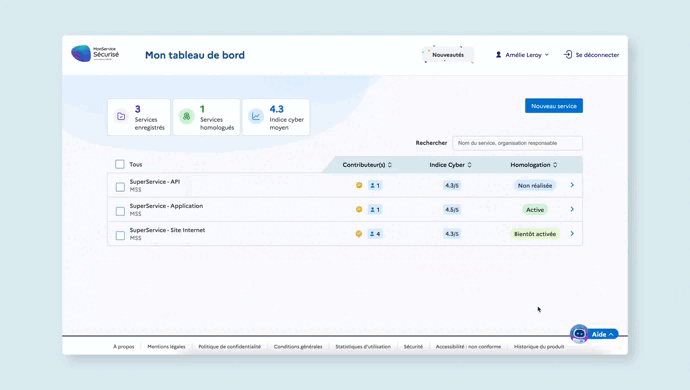 MonService
Sécurisé
Mon tableau de bord
Nouveautés
Amélie Leroy
Se déconnecter
3
Services
enregistrés
1
Services
homologués
4.3
Indice cyber
moyen
Nouveau service
Rechercher
Nom du service, organisation responsable
Tous
Contributeur(s)
Indice Cyber
Homologation
SuperService - API
MSS
1
4.3/5
Non réalisée
SuperService - Application
MSS
1
4.5/5
Active
SuperService - Site Internet
MSS
4
4.3/5
Bientôt activée
Aide
À propos
Mentions légales
Politique de confidentialité
Conditions générales
Statistiques d'utilisation
Sécurité
Accessibilité : non conforme
Historique du produit